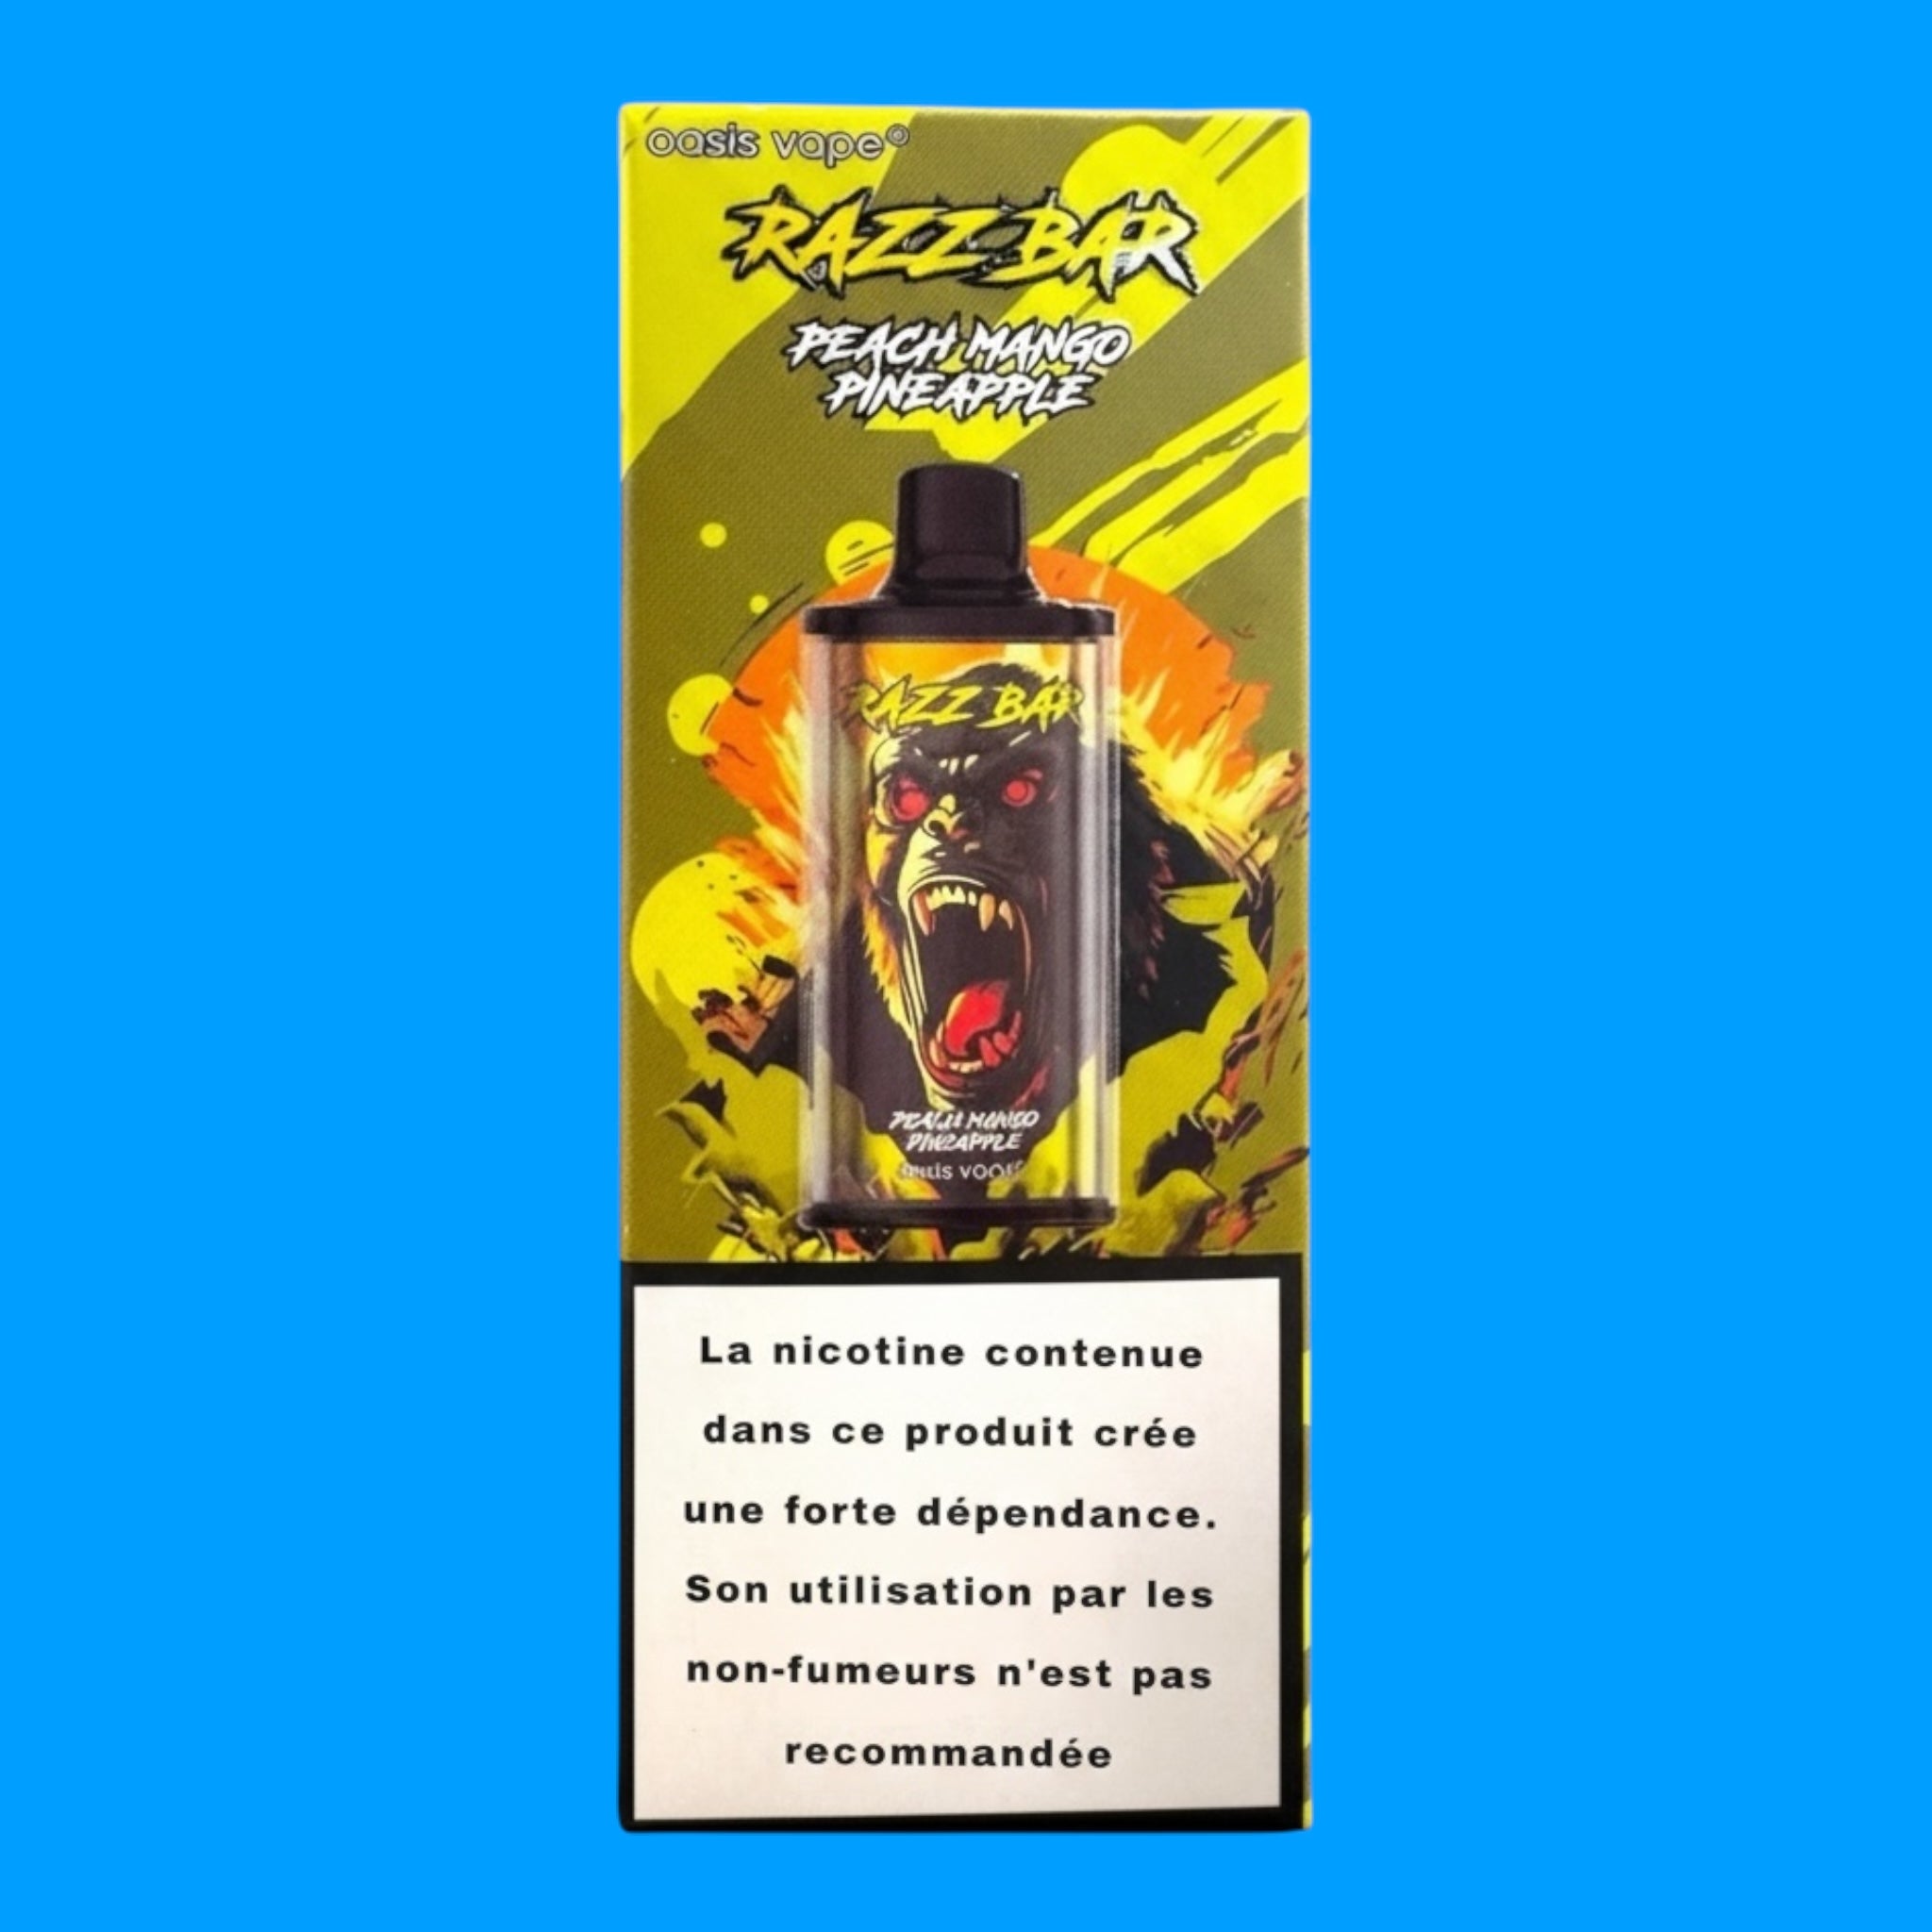 oasis vape®
RAZZ BAR
PEACH MANGO
PINEAPPLE
RAZZ BAR
PEACH MANGO
PINEAPPLE
La nicotine contenue
dans ce produit crée
une forte dépendance.
Son utilisation par les
non-fumeurs n'est pas
recommandée